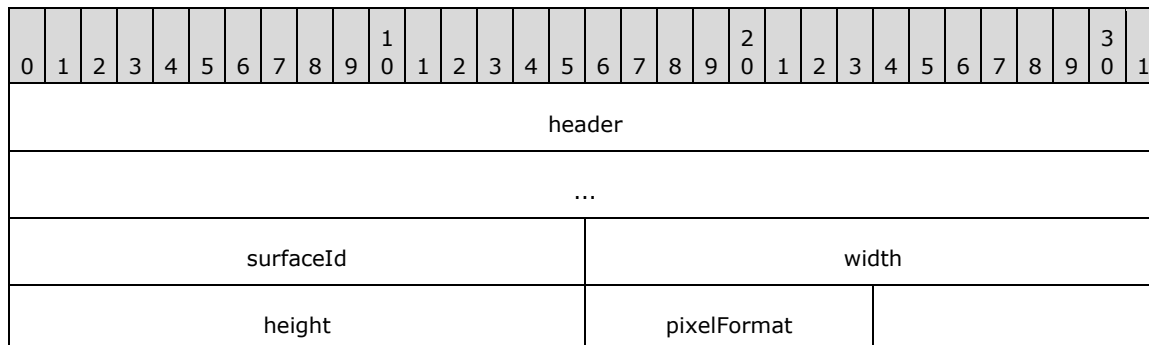 0 1 2 3 4 5 6 7 8 9 1 0 1 2 3 4 5 6 7 8 9 2 0 1 2 3 4 5 6 7 8 9 3 0 1
header
...
surfaceId width
height pixelFormat